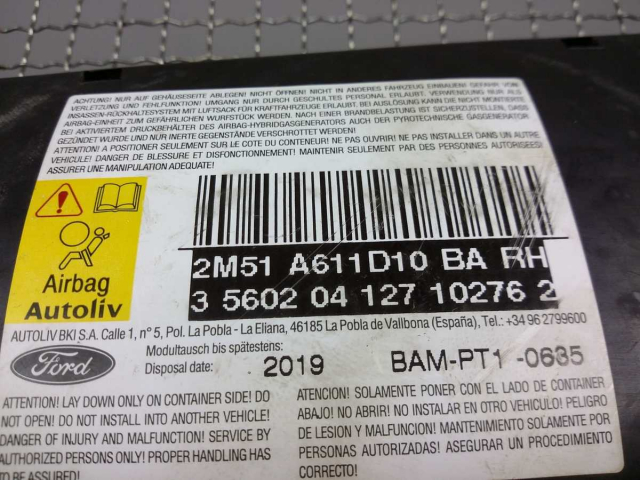 ACHTUNG! NUR AUF GEHÄUSESEITE ABLEGEN! NICHT ÖFFNEN! NICHT IN ANDERES FAHRZEUG EINBAUEN! GEFAHR VON
VERLETZUNG UND FEHLFUNKTION! UMGANG NUR DURCH GESCHULTES PERSONAL ERLAUBT. VERWENDUNG NUR ALS
INSASSEN-RÜCKHALTESYSTEM MIT LUFTSACK FÜR KRAFTFAHRZEUGE ERLAUBT. BEI AUSLÖSUNG KANN DIE NICHT MONTIERTE
AIRBAG-EINHEIT ZUM GEFÄHRLICHEN WURFSTÜCK WERDEN. NACH EINER BRANDBELASTUNG IST SICHERZUSTELLEN, DASS
BEI AKTIVIERTEM DRUCKBEHÄLTER DES AIRBAG-HYBRIDGASGENERATORS AUCH DER PYROTECHNISCHE GASGENERATOR
GEZÜNDET WURDE UND NUR INERTE GEGENSTÄNDE VERSCHROTTET WERDEN.
ATTENTION! A POSITIONER SEULEMENT SUR LE COTE DU CONTENEUR! NE PAS OUVRIR! NE PAS INSTALLER DANS UN AUTRE
VEHICULE! DANGER DE BLESSURE ET DISFONCTIONEMENT! MAINTENIR SEULEMENT PAR DES PERSONNES AUTORISEES!
ASSURER UNE MANIPULATION ADEQUATE!
2M51 A611D10 BA RH
3 5602 04 127 10276 2
Airbag
Autoliv
AUTOLIV BKI S.A. Calle 1, n° 5, Pol. La Pobla - La Eliana, 46185 La Pobla de Vallbona (España), Tel.: +34 96 2799600
Ford
Modultausch bis spätestens:
Disposal date: 2019 BAM-PT1 -0635
ATTENTION! LAY DOWN ONLY ON CONTAINER SIDE! DO
NOT OPEN! DO NOT INSTALL INTO ANOTHER VEHICLE!
DANGER OF INJURY AND MALFUNCTION! SERVICE BY
AUTHORIZED PERSONS ONLY! PROPER HANDLING HAS
TO BE ASSURED!
ATENCION! SOLAMENTE PONER CON EL LADO DE CONTAINER
ABAJO! NO ABRIR! NO INSTALAR EN OTRO VEHICULO! PELIGRO
DE LESION Y MALFUNCION! MANTENIMIENTO SOLAMENTE POR
PERSONAS AUTORIZADAS! ASEGURAR UN PROCEDIMIENTO
CORRECTO!